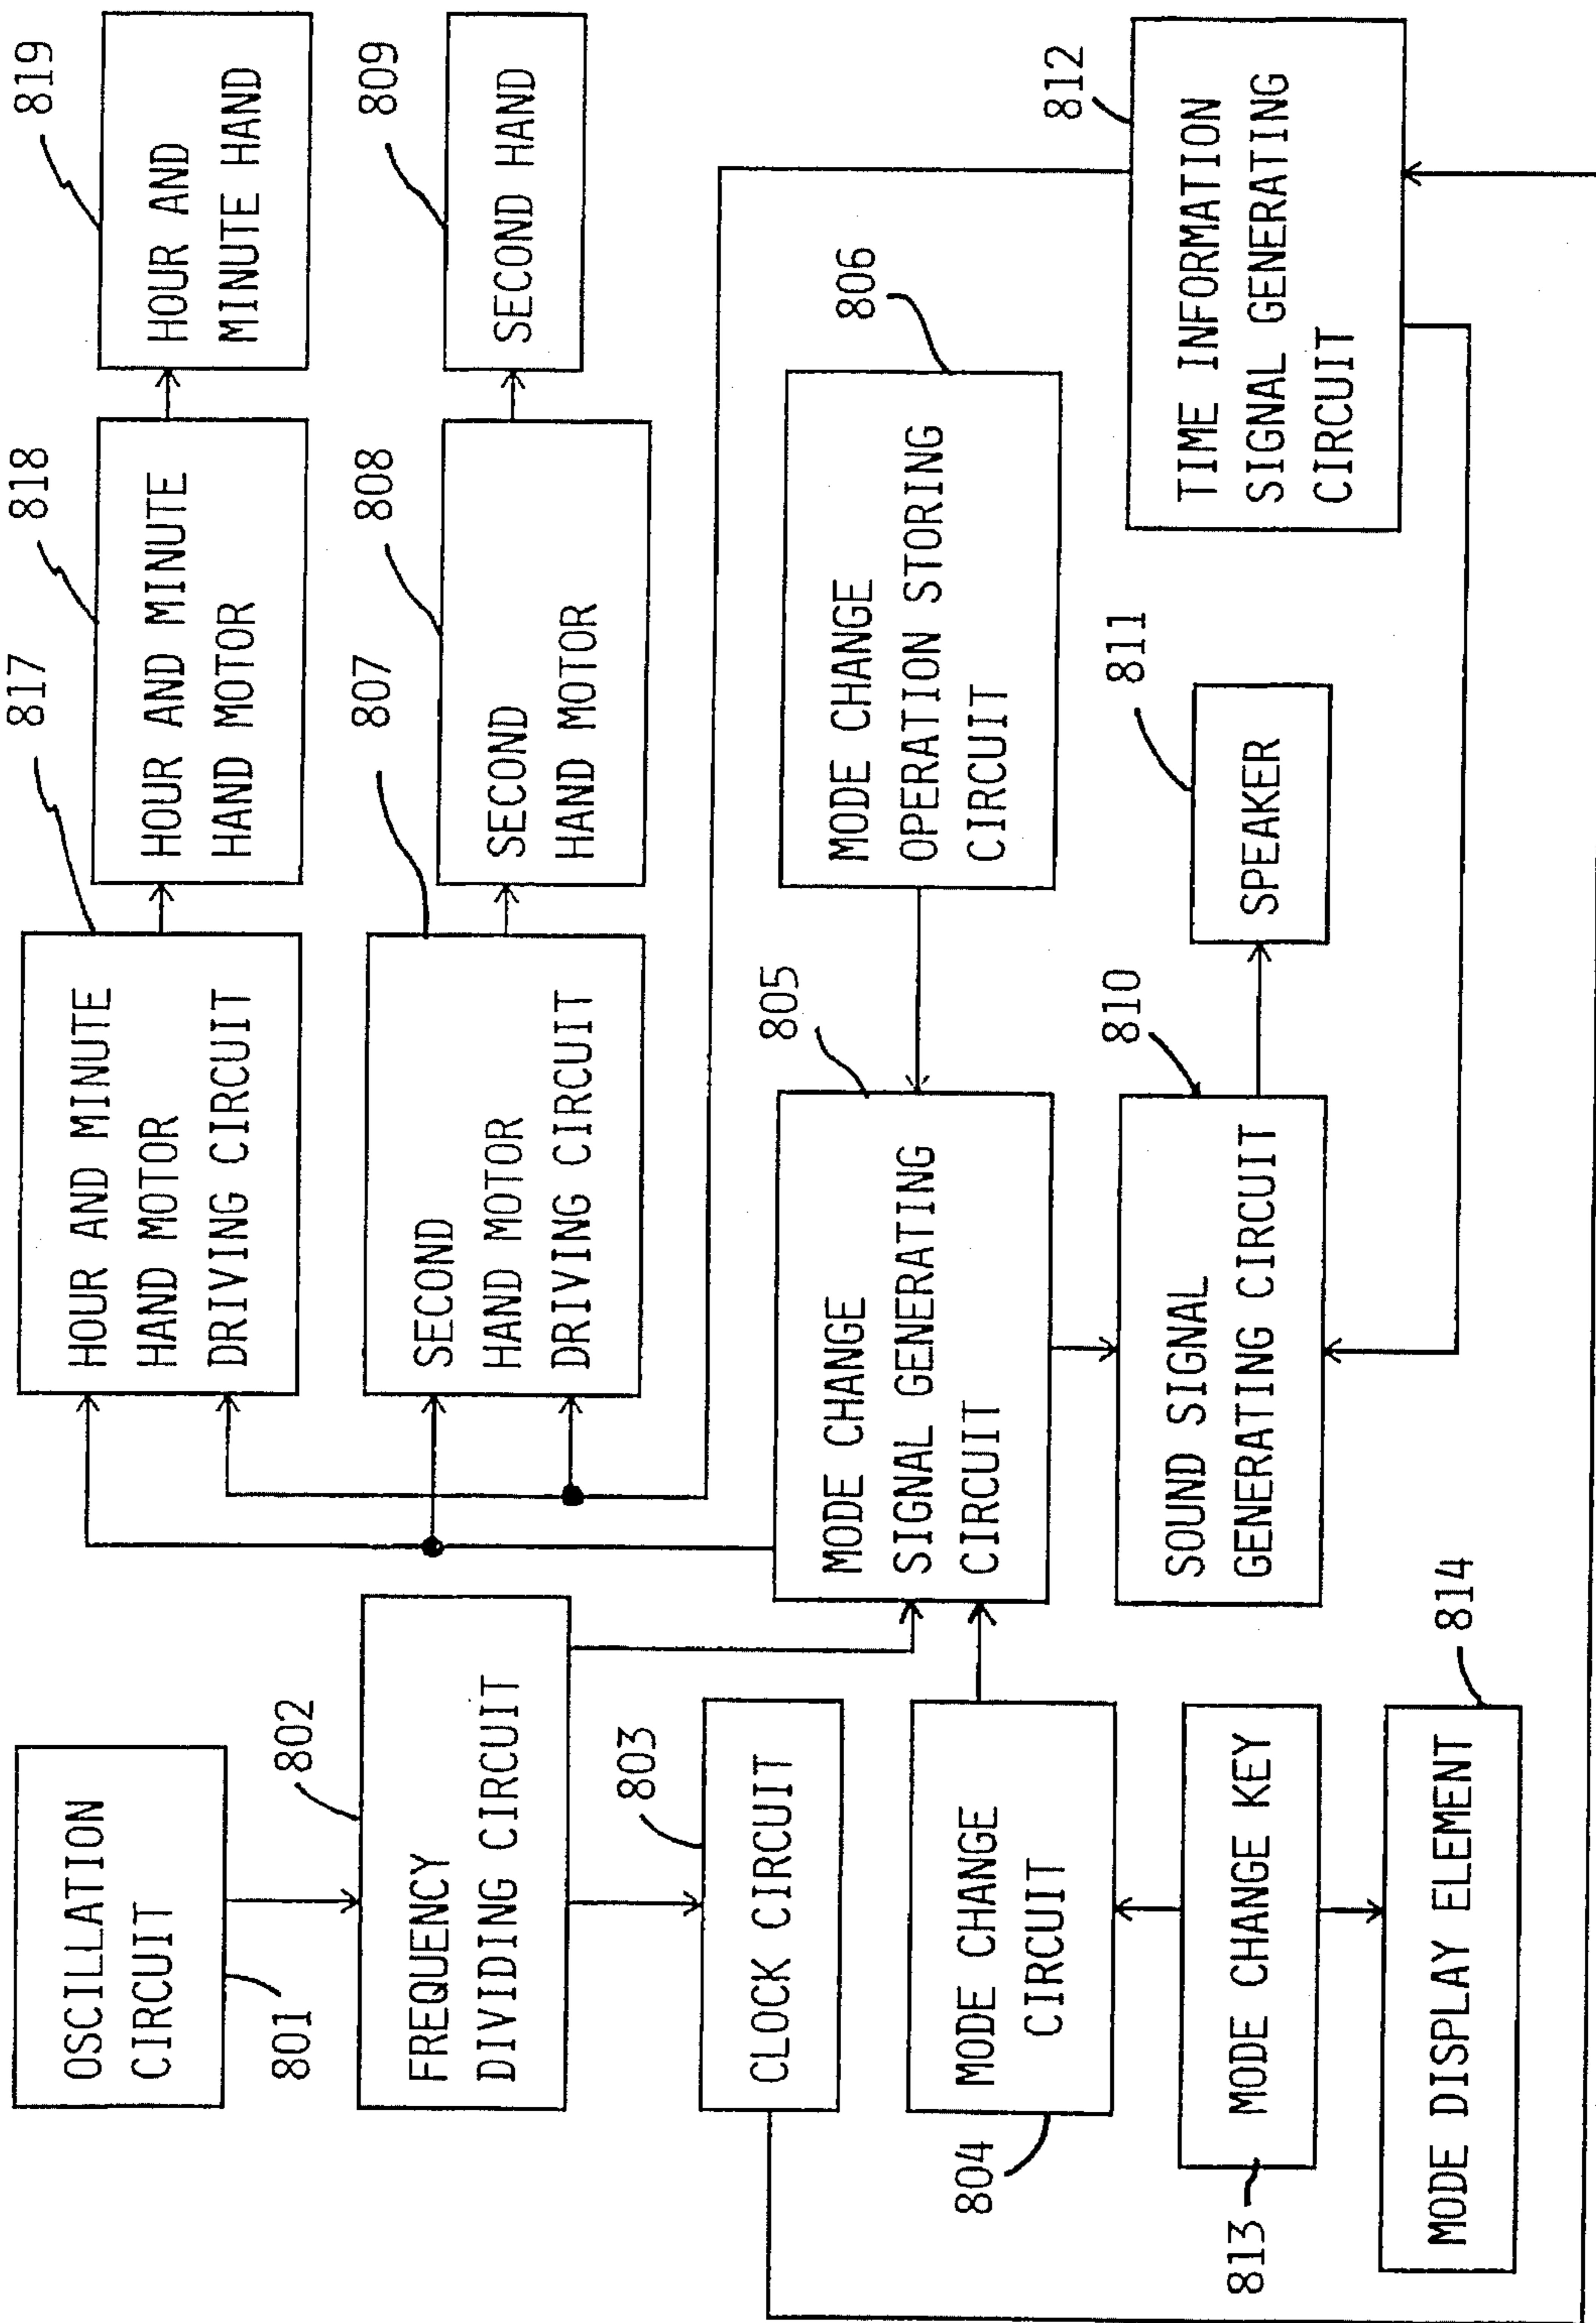 OSCILLATION
CIRCUIT
801
802
FREQUENCY
DIVIDING CIRCUIT
803
CLOCK CIRCUIT
804
MODE CHANGE
CIRCUIT
813
MODE CHANGE KEY
814
MODE DISPLAY ELEMENT
817
HOUR AND MINUTE
HAND MOTOR
DRIVING CIRCUIT
818
HOUR AND MINUTE
HAND MOTOR
819
HOUR AND
MINUTE HAND
807
SECOND
HAND MOTOR
DRIVING CIRCUIT
808
SECOND
HAND MOTOR
809
SECOND HAND
805
MODE CHANGE
SIGNAL GENERATING
CIRCUIT
806
MODE CHANGE
OPERATION STORING
CIRCUIT
810
SOUND SIGNAL
GENERATING CIRCUIT
811
SPEAKER
812
TIME INFORMATION
SIGNAL GENERATING
CIRCUIT